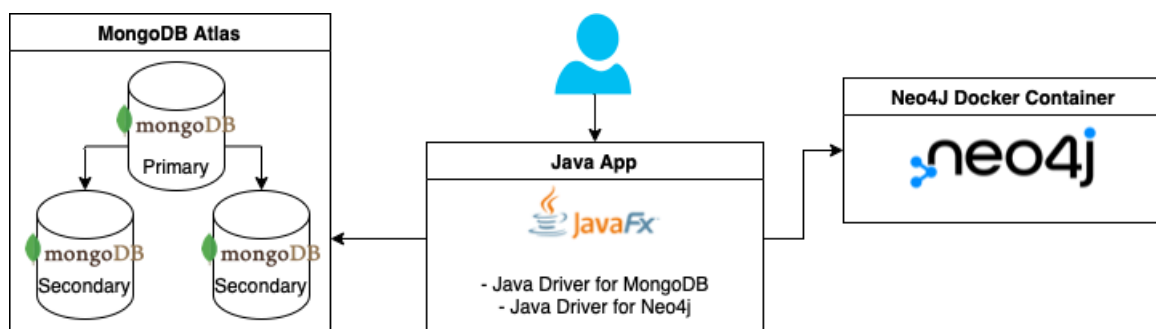 MongoDB Atlas
mongoDB
Primary
mongoDB
Secondary
mongoDB
Secondary
Java App
JavaFx
- Java Driver for MongoDB
- Java Driver for Neo4j
Neo4J Docker Container
neo4j